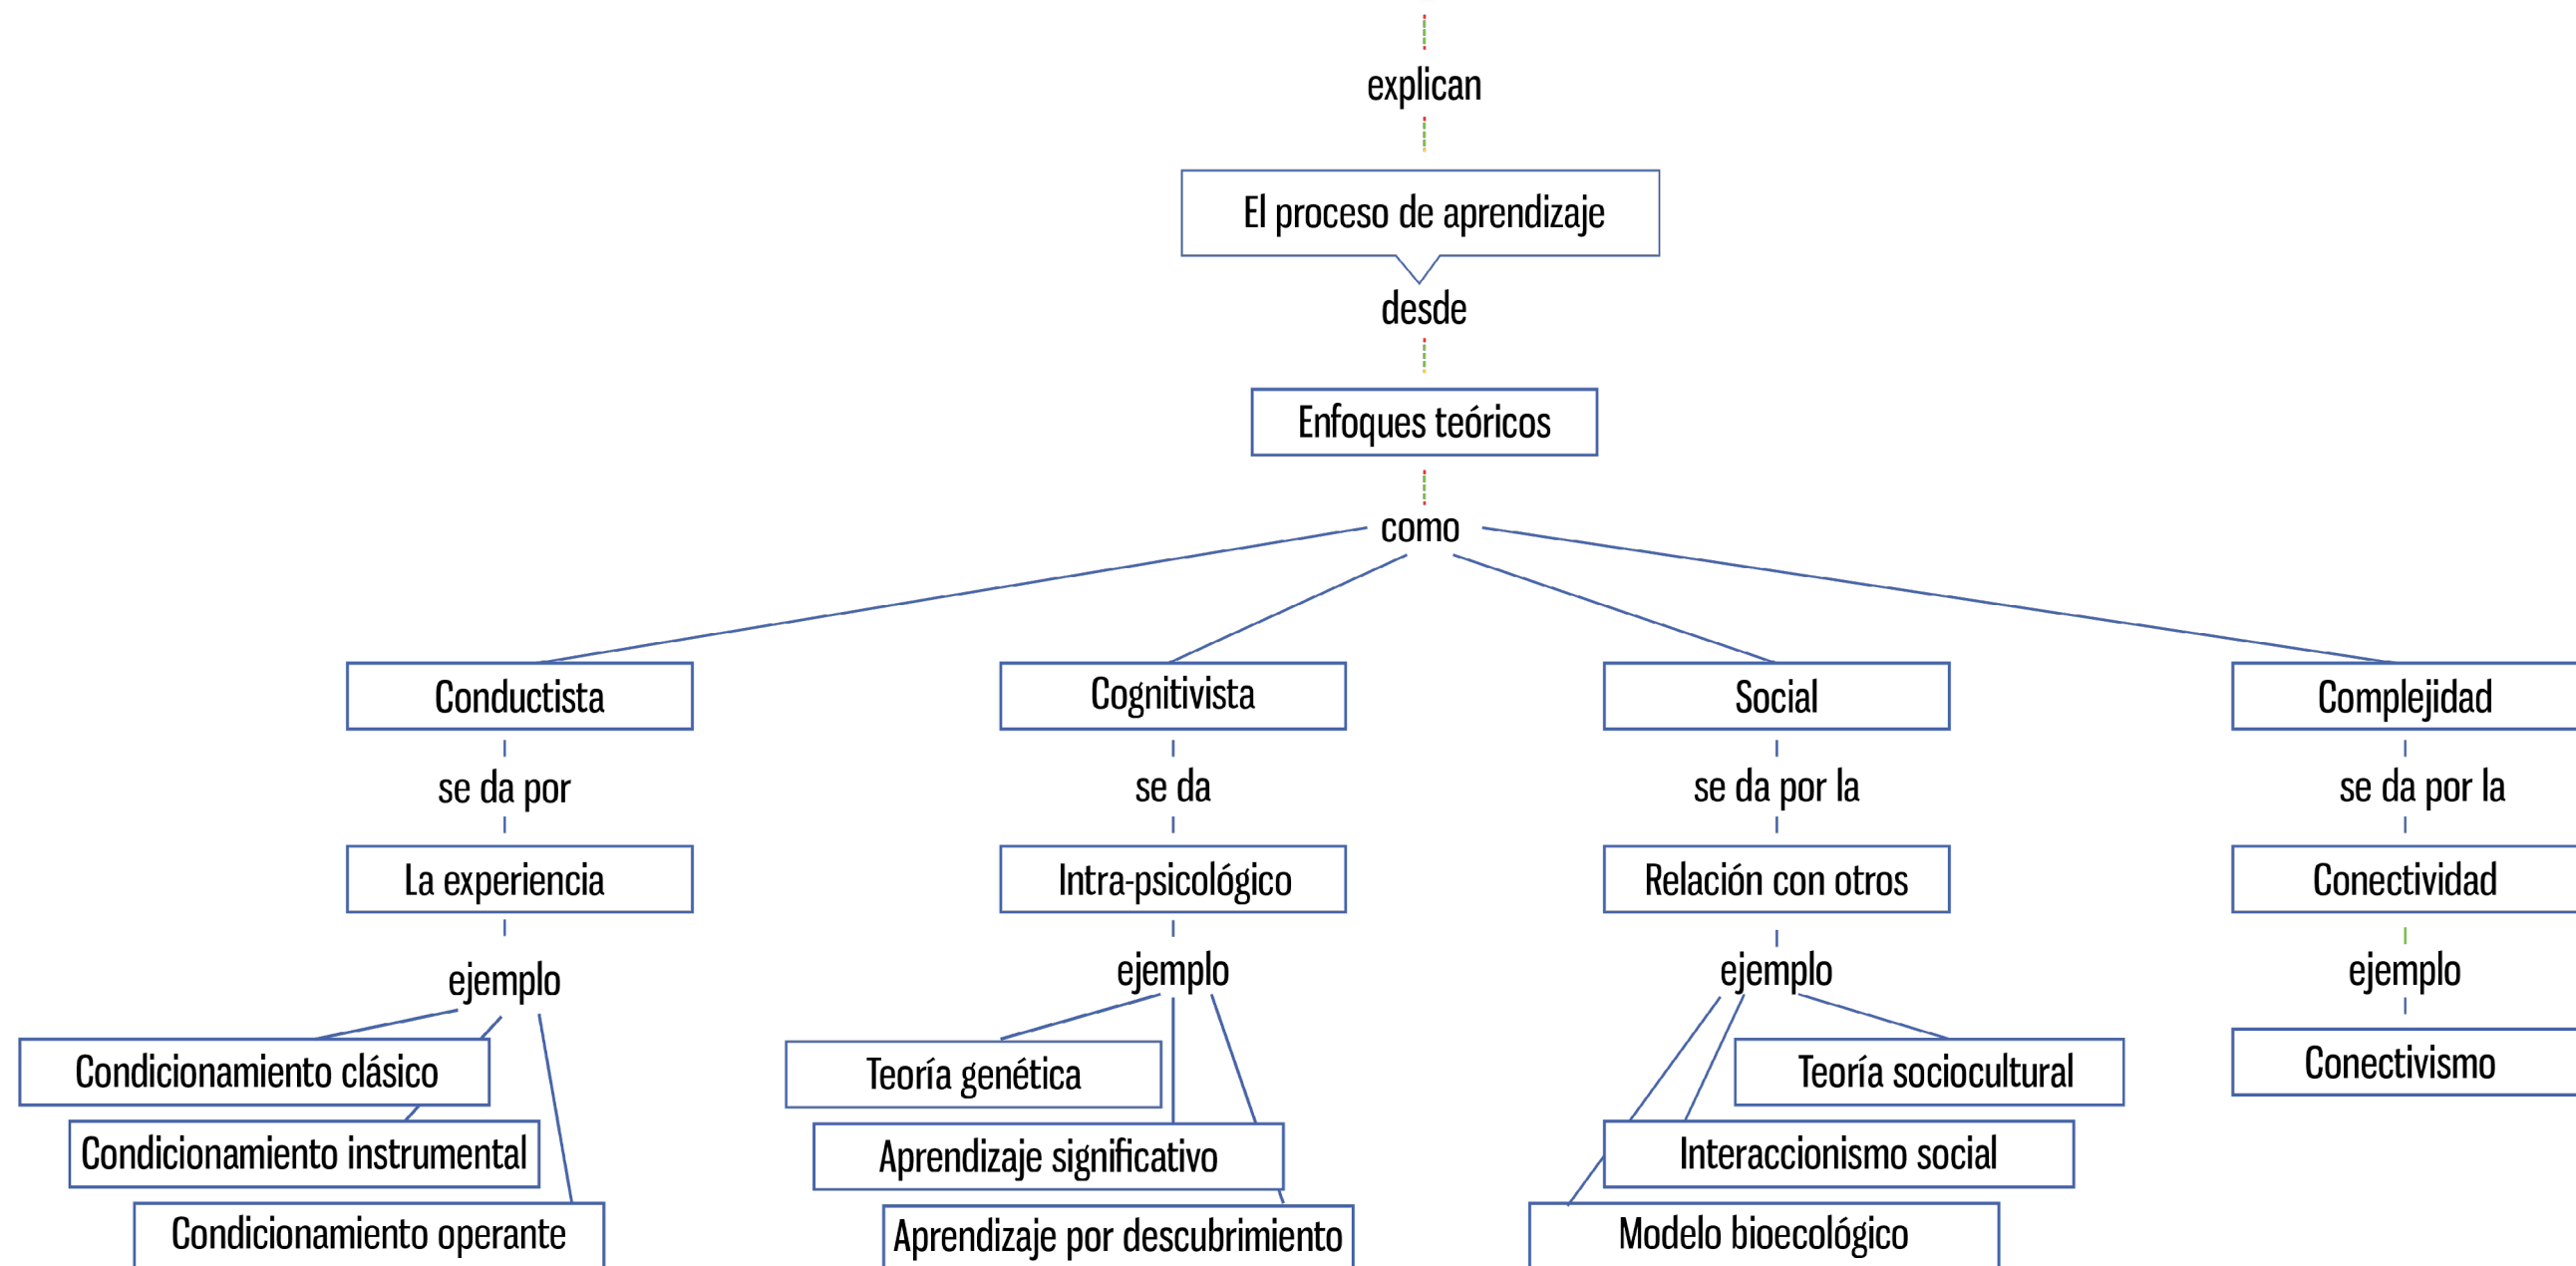 explican
El proceso de aprendizaje
desde
Enfoques teóricos
como
Conductista
Cognitivista
Social
Complejidad
se da por
se da
se da por la
se da por la
La experiencia
Intra-psicológico
Relación con otros
Conectividad
ejemplo
ejemplo
ejemplo
ejemplo
Condicionamiento clásico
Teoría genética
Teoría sociocultural
Conectivismo
Condicionamiento instrumental
Aprendizaje significativo
Interaccionismo social
Condicionamiento operante
Aprendizaje por descubrimiento
Modelo bioecológico